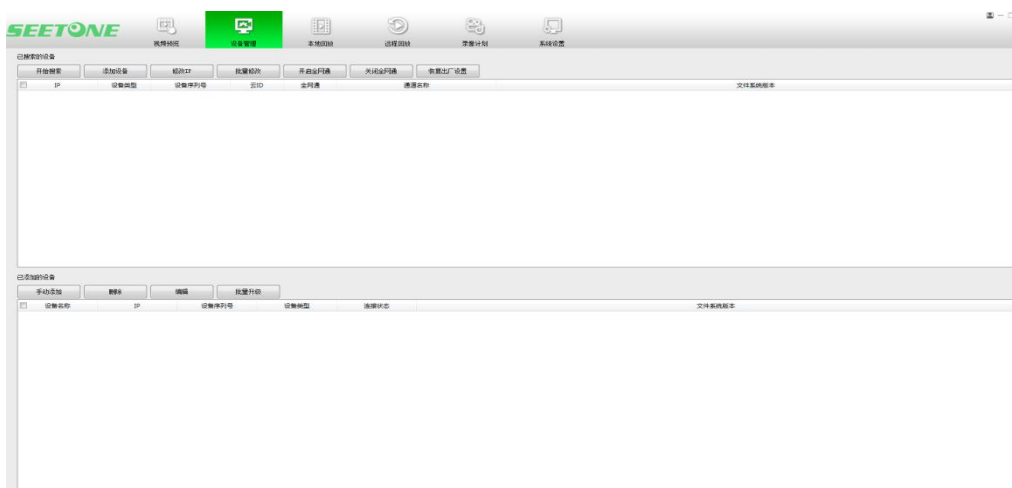 SEETONE
视频预览 设备管理 本地回放 远程回放 录像计划 系统设置
已搜索的设备
开始搜索 添加设备 修改IP 批量修改 开启全网通 关闭全网通 恢复出厂设置
IP 设备类型 设备序列号 云ID 全网通 通道名称 文件系统版本
已添加的设备
手动添加 删除 编辑 批量升级
设备名称 IP 设备序列号 设备类型 连接状态 文件系统版本